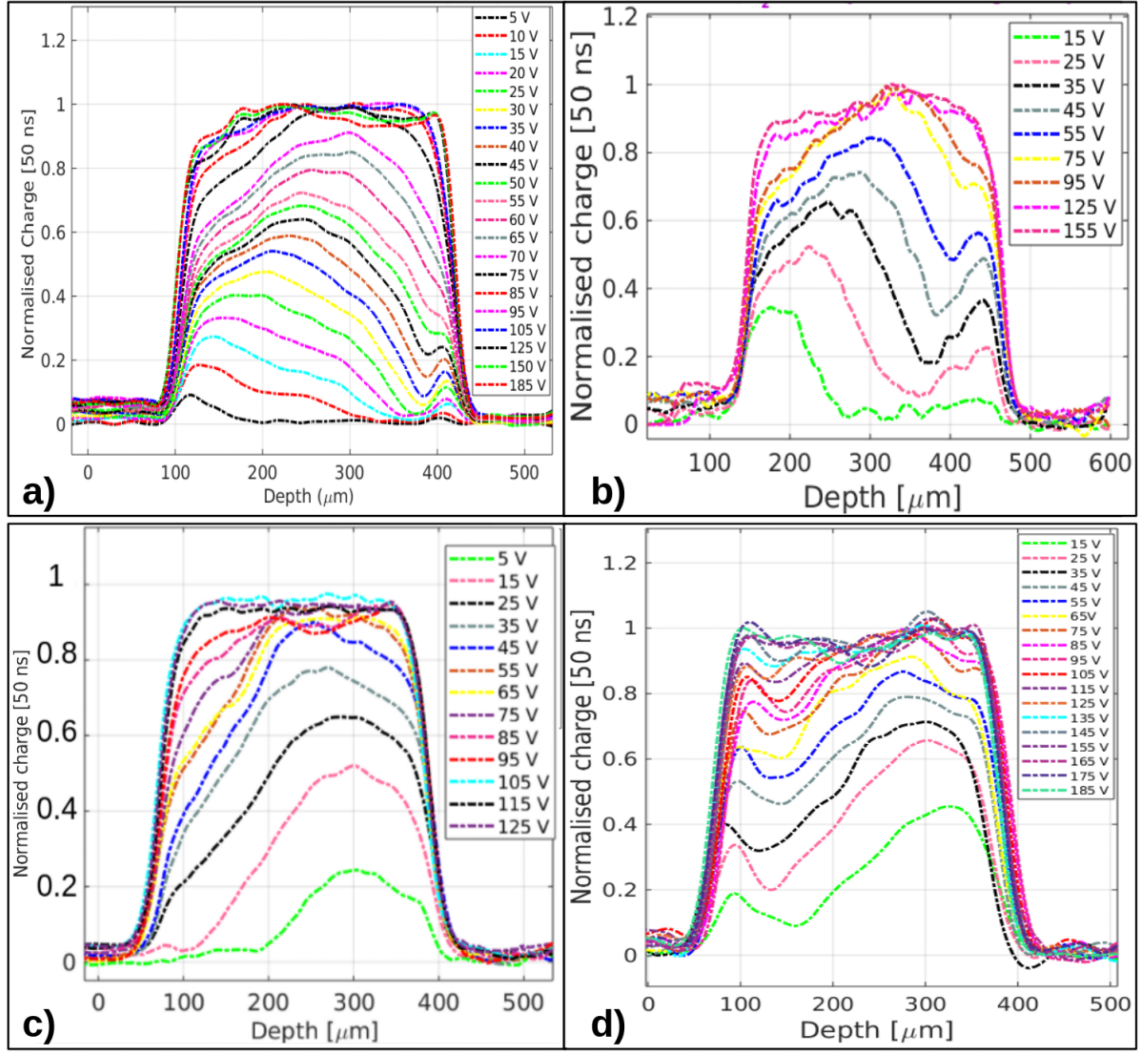 Normalised Charge [50 ns]
1.2
1
0.8
0.6
0.4
0.2
0
0
100
200
300
400
500
Depth (μm)
5 V
10 V
15 V
20 V
25 V
30 V
35 V
40 V
45 V
50 V
55 V
60 V
65 V
70 V
75 V
85 V
95 V
105 V
125 V
150 V
185 V
a)
Normalised charge [50 ns]
1.2
1
0.8
0.6
0.4
0.2
0
100
200
300
400
500
600
Depth [μm]
15 V
25 V
35 V
45 V
55 V
75 V
95 V
125 V
155 V
b)
Normalised charge [50 ns]
1
0.8
0.6
0.4
0.2
0
0
100
200
300
400
500
Depth [μm]
5 V
15 V
25 V
35 V
45 V
55 V
65 V
75 V
85 V
95 V
105 V
115 V
125 V
c)
Normalised charge [50 ns]
1.2
1
0.8
0.6
0.4
0.2
0
0
100
200
300
400
500
Depth [μm]
15 V
25 V
35 V
45 V
55 V
65V
75 V
85 V
95 V
105 V
115 V
125 V
135 V
145 V
155 V
165 V
175 V
185 V
d)